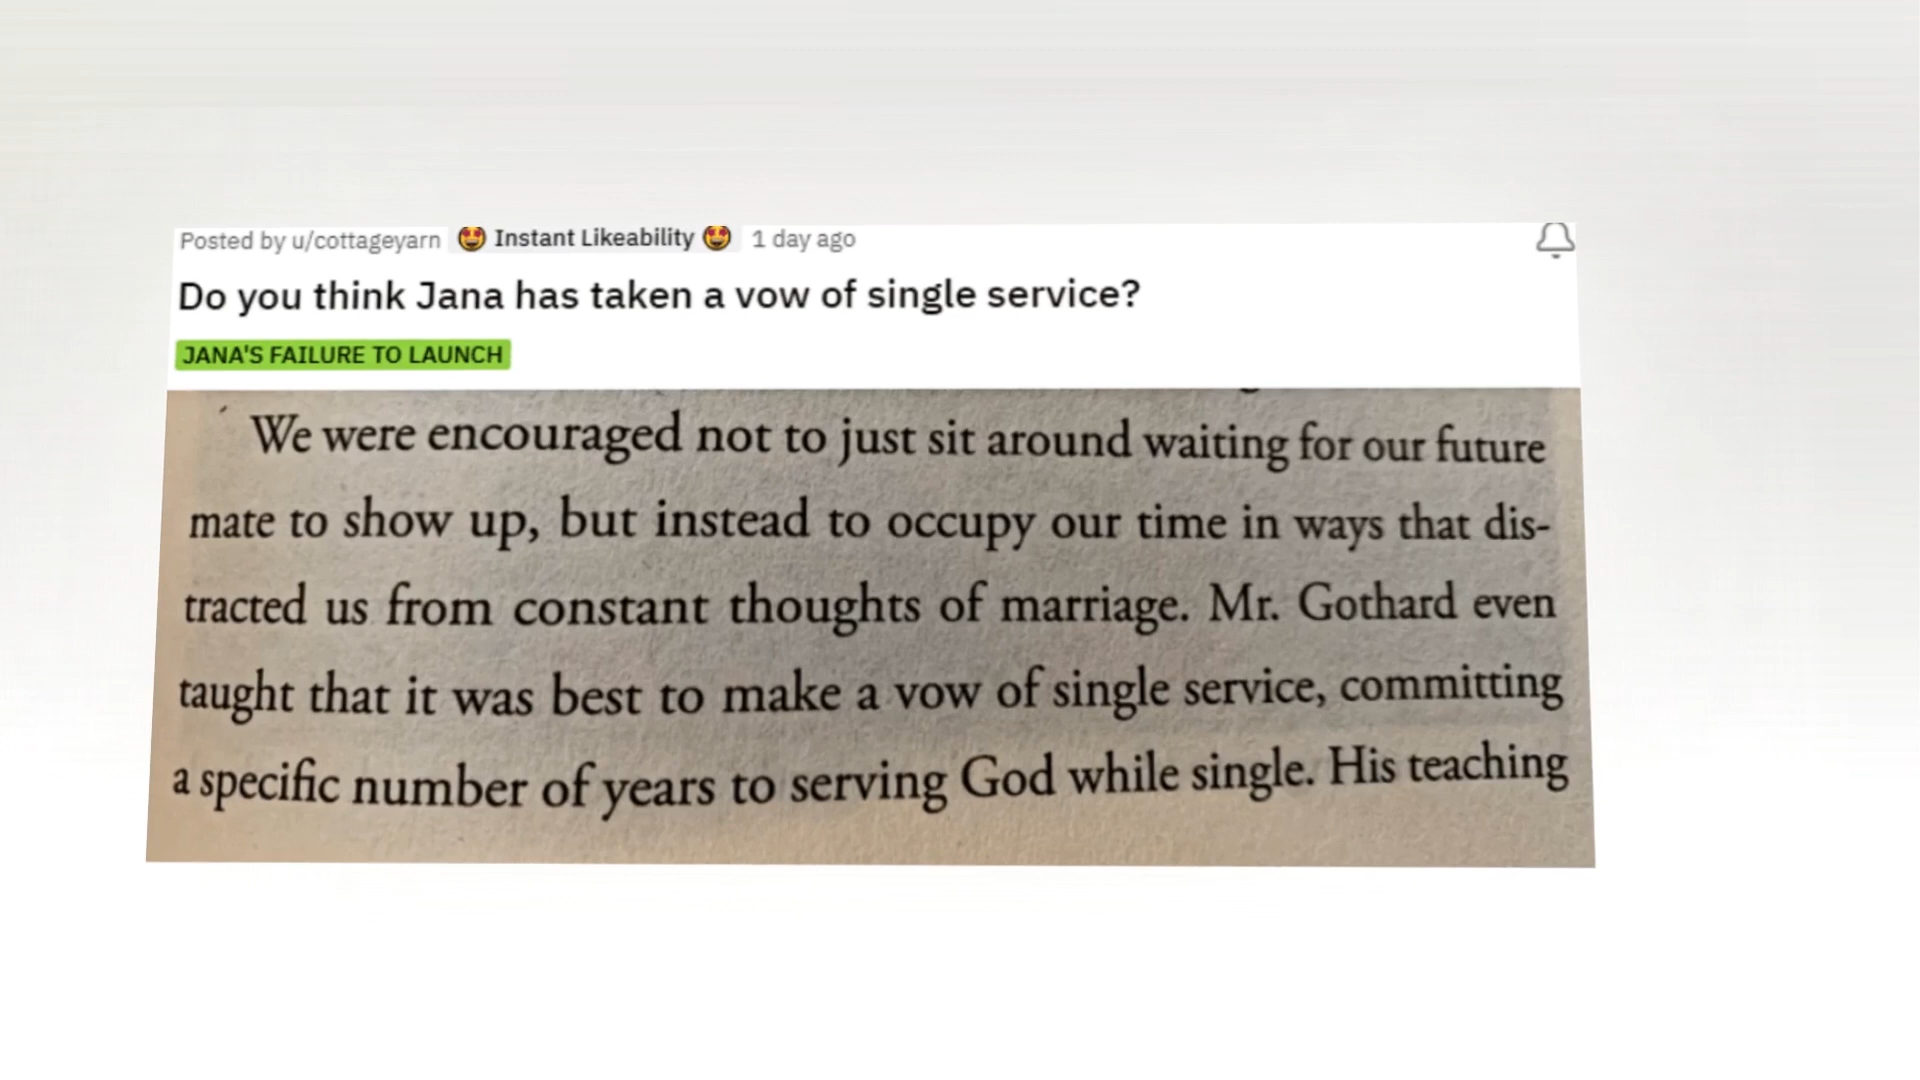 Posted by u/cottageyarn 🤩 Instant Likeability 🤩 1 day ago
Do you think Jana has taken a vow of single service?
JANA'S FAILURE TO LAUNCH
We were encouraged not to just sit around waiting for our future
mate to show up, but instead to occupy our time in ways that dis-
tracted us from constant thoughts of marriage. Mr. Gothard even
taught that it was best to make a vow of single service, committing
a specific number of years to serving God while single. His teaching